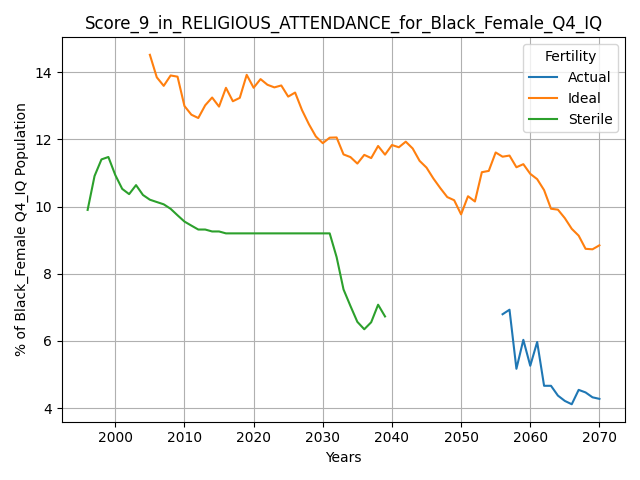 Score_9_in_RELIGIOUS_ATTENDANCE_for_Black_Female_Q4_IQ
Fertility
Actual
Ideal
Sterile
% of Black_Female Q4_IQ Population
14
12
10
8
6
4
2000 2010 2020 2030 2040 2050 2060 2070
Years